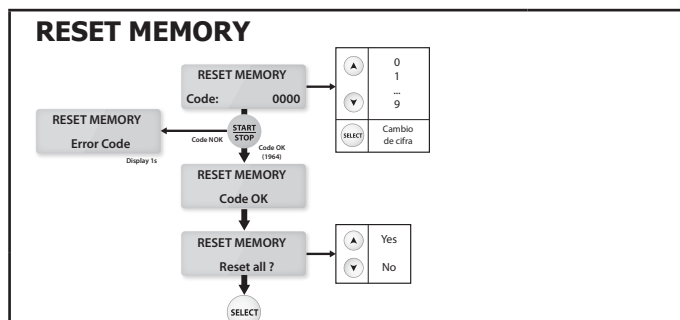 RESET MEMORY
RESET MEMORY
Code: 0000
0
1
...
9
SELECT
Cambio
de cifra
RESET MEMORY
Error Code
Display 1s
Code NOK
START
STOP
Code OK
(1964)
RESET MEMORY
Code OK
RESET MEMORY
Reset all ?
Yes
No
SELECT